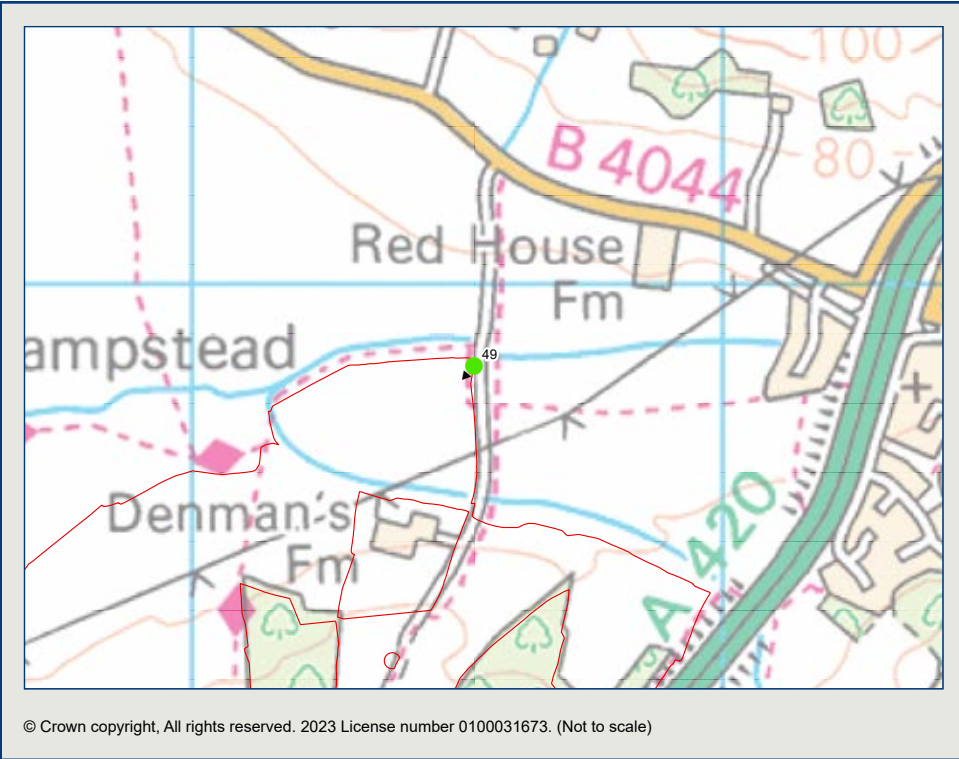 100
B 4044
80
Red House
Fm
49
ampstead
Denman's
Fm
A 420
© Crown copyright, All rights reserved. 2023 License number 0100031673. (Not to scale)